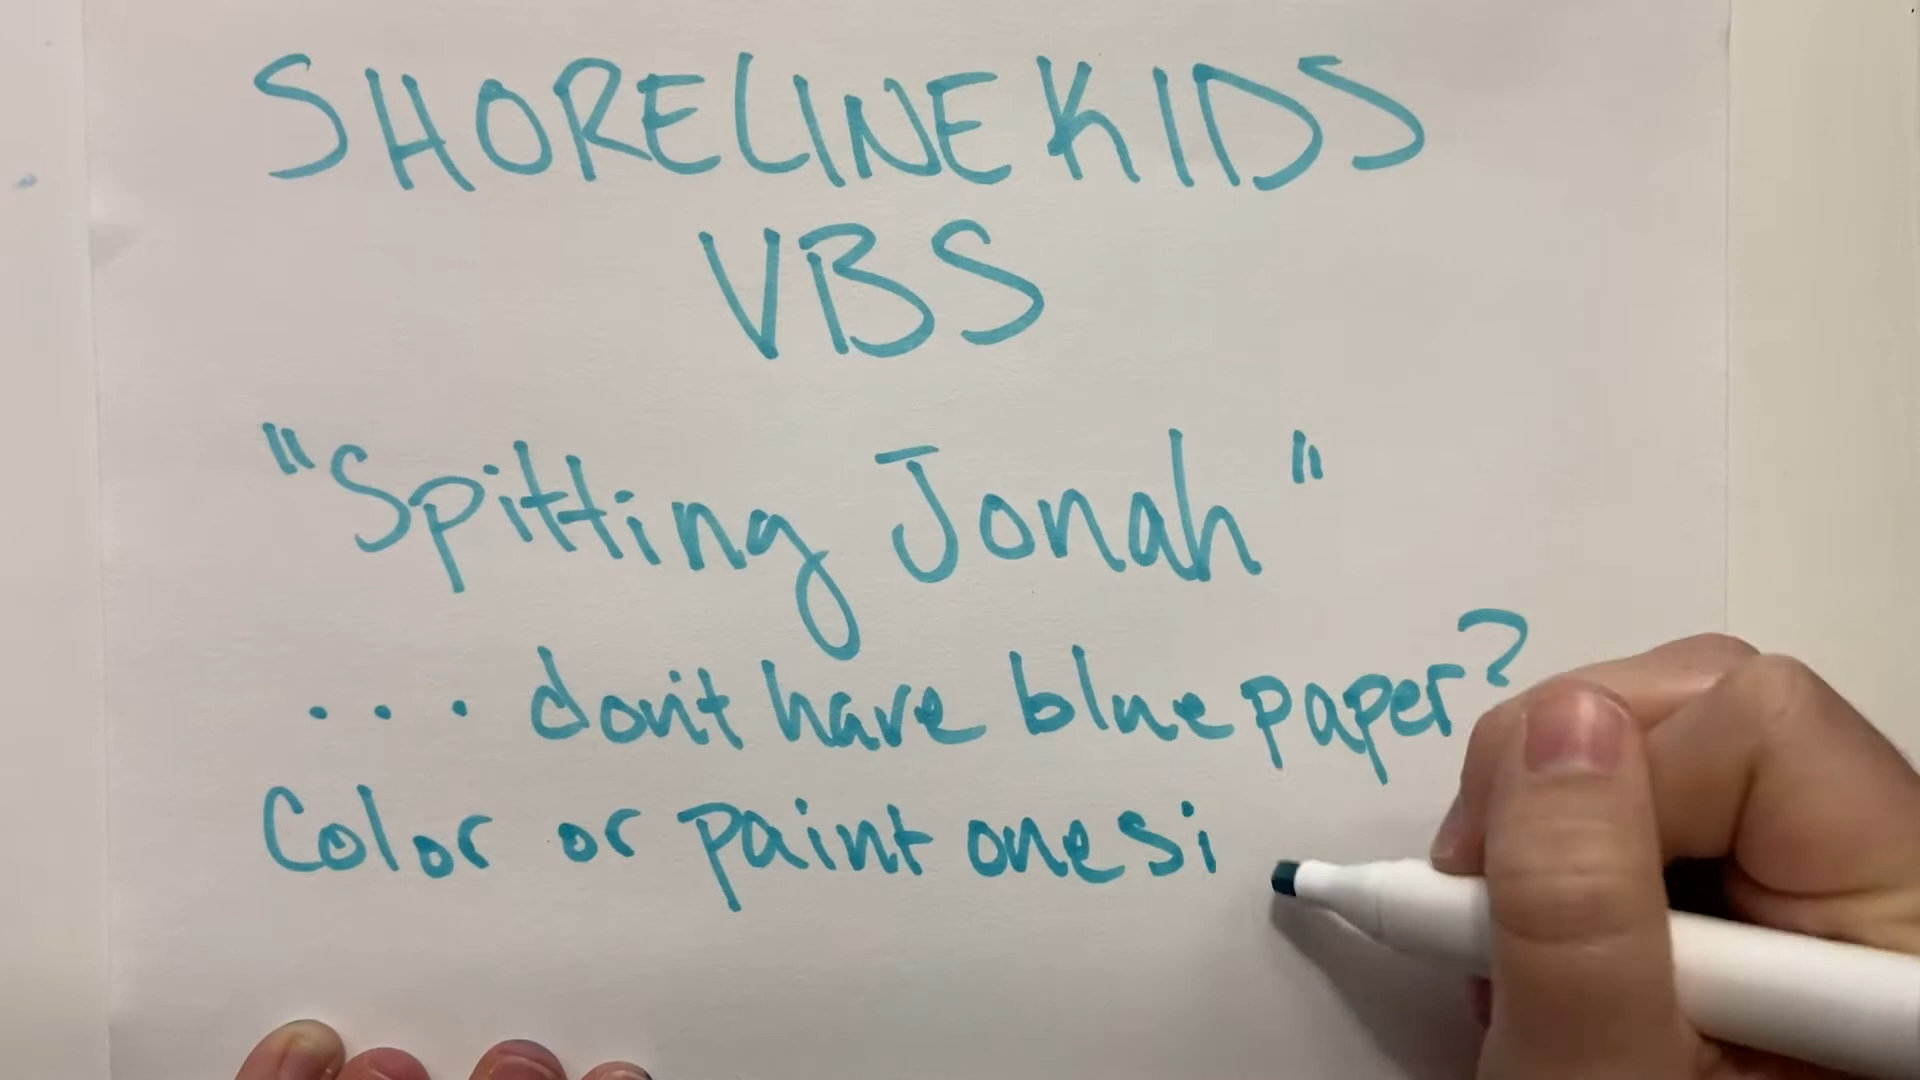 SHORELINE KIDS
VBS
"Spitting Jonah"
... don't have blue paper?
Color or paint one si